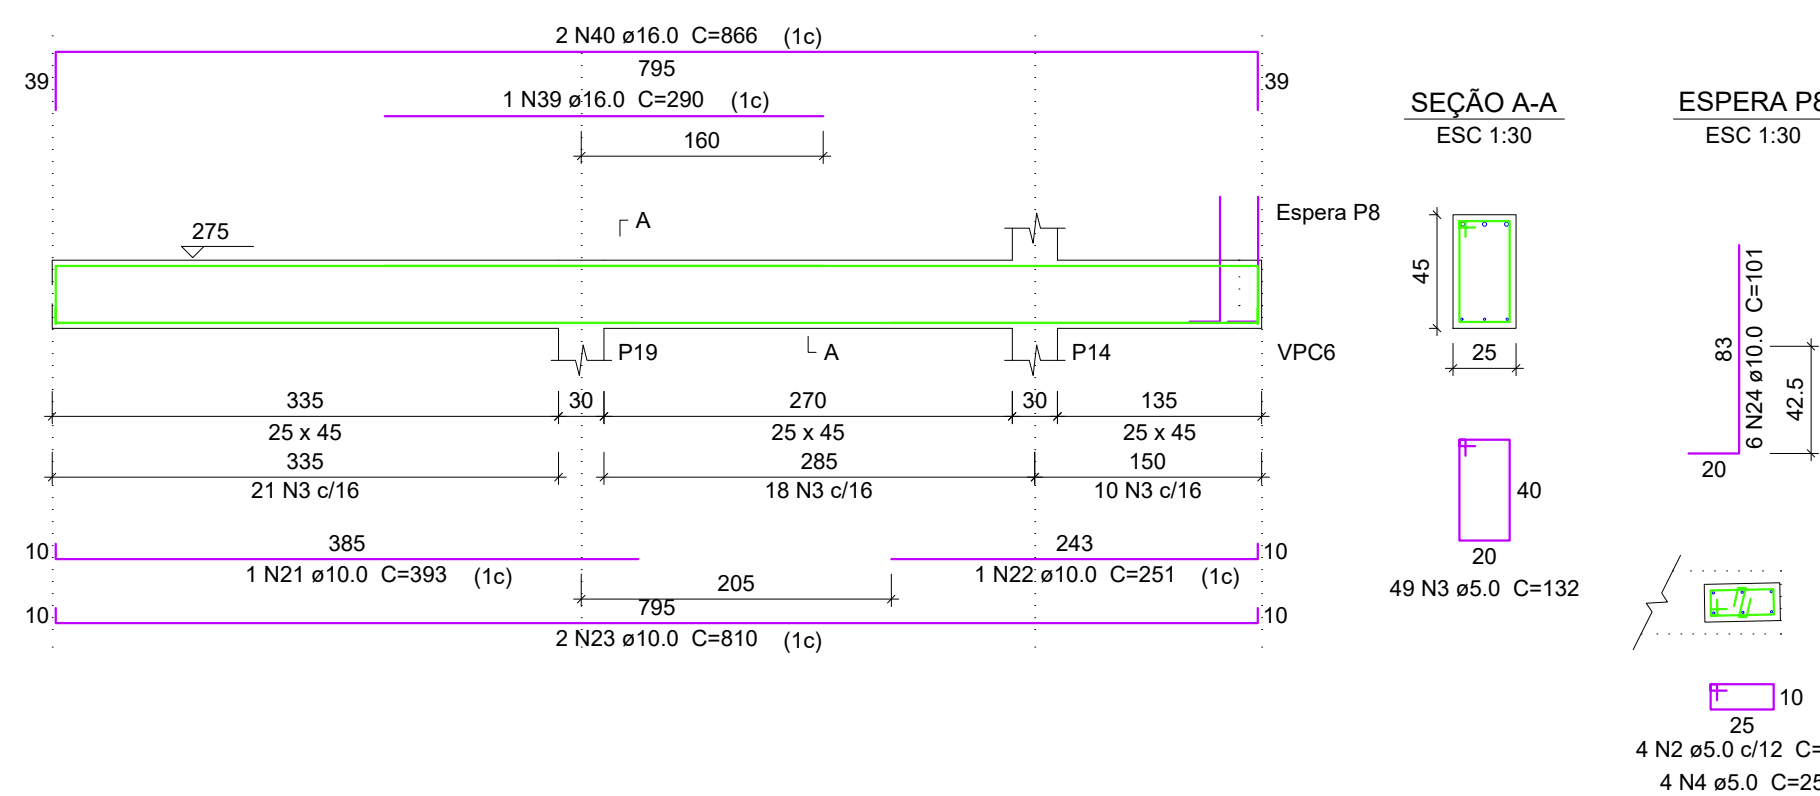 2 N40 ø16.0 C=866 (1c)
39
795
39
1 N39 ø16.0 C=290 (1c)
160
275
A
Espera P8
P19
A
P14
VPC6
335
30
270
30
135
25 x 45
25 x 45
25 x 45
335
285
150
21 N3 c/16
18 N3 c/16
10 N3 c/16
10
385
243
10
1 N21 ø10.0 C=393 (1c)
1 N22 ø10.0 C=251 (1c)
205
10
795
10
2 N23 ø10.0 C=810 (1c)
SEÇÃO A-A
ESC 1:30
45
25
40
20
49 N3 ø5.0 C=132
ESPERA P8
ESC 1:30
83
6 N24 ø10.0 C=101
42.5
20
10
25
4 N2 ø5.0 c/12 C=
4 N4 ø5.0 C=25